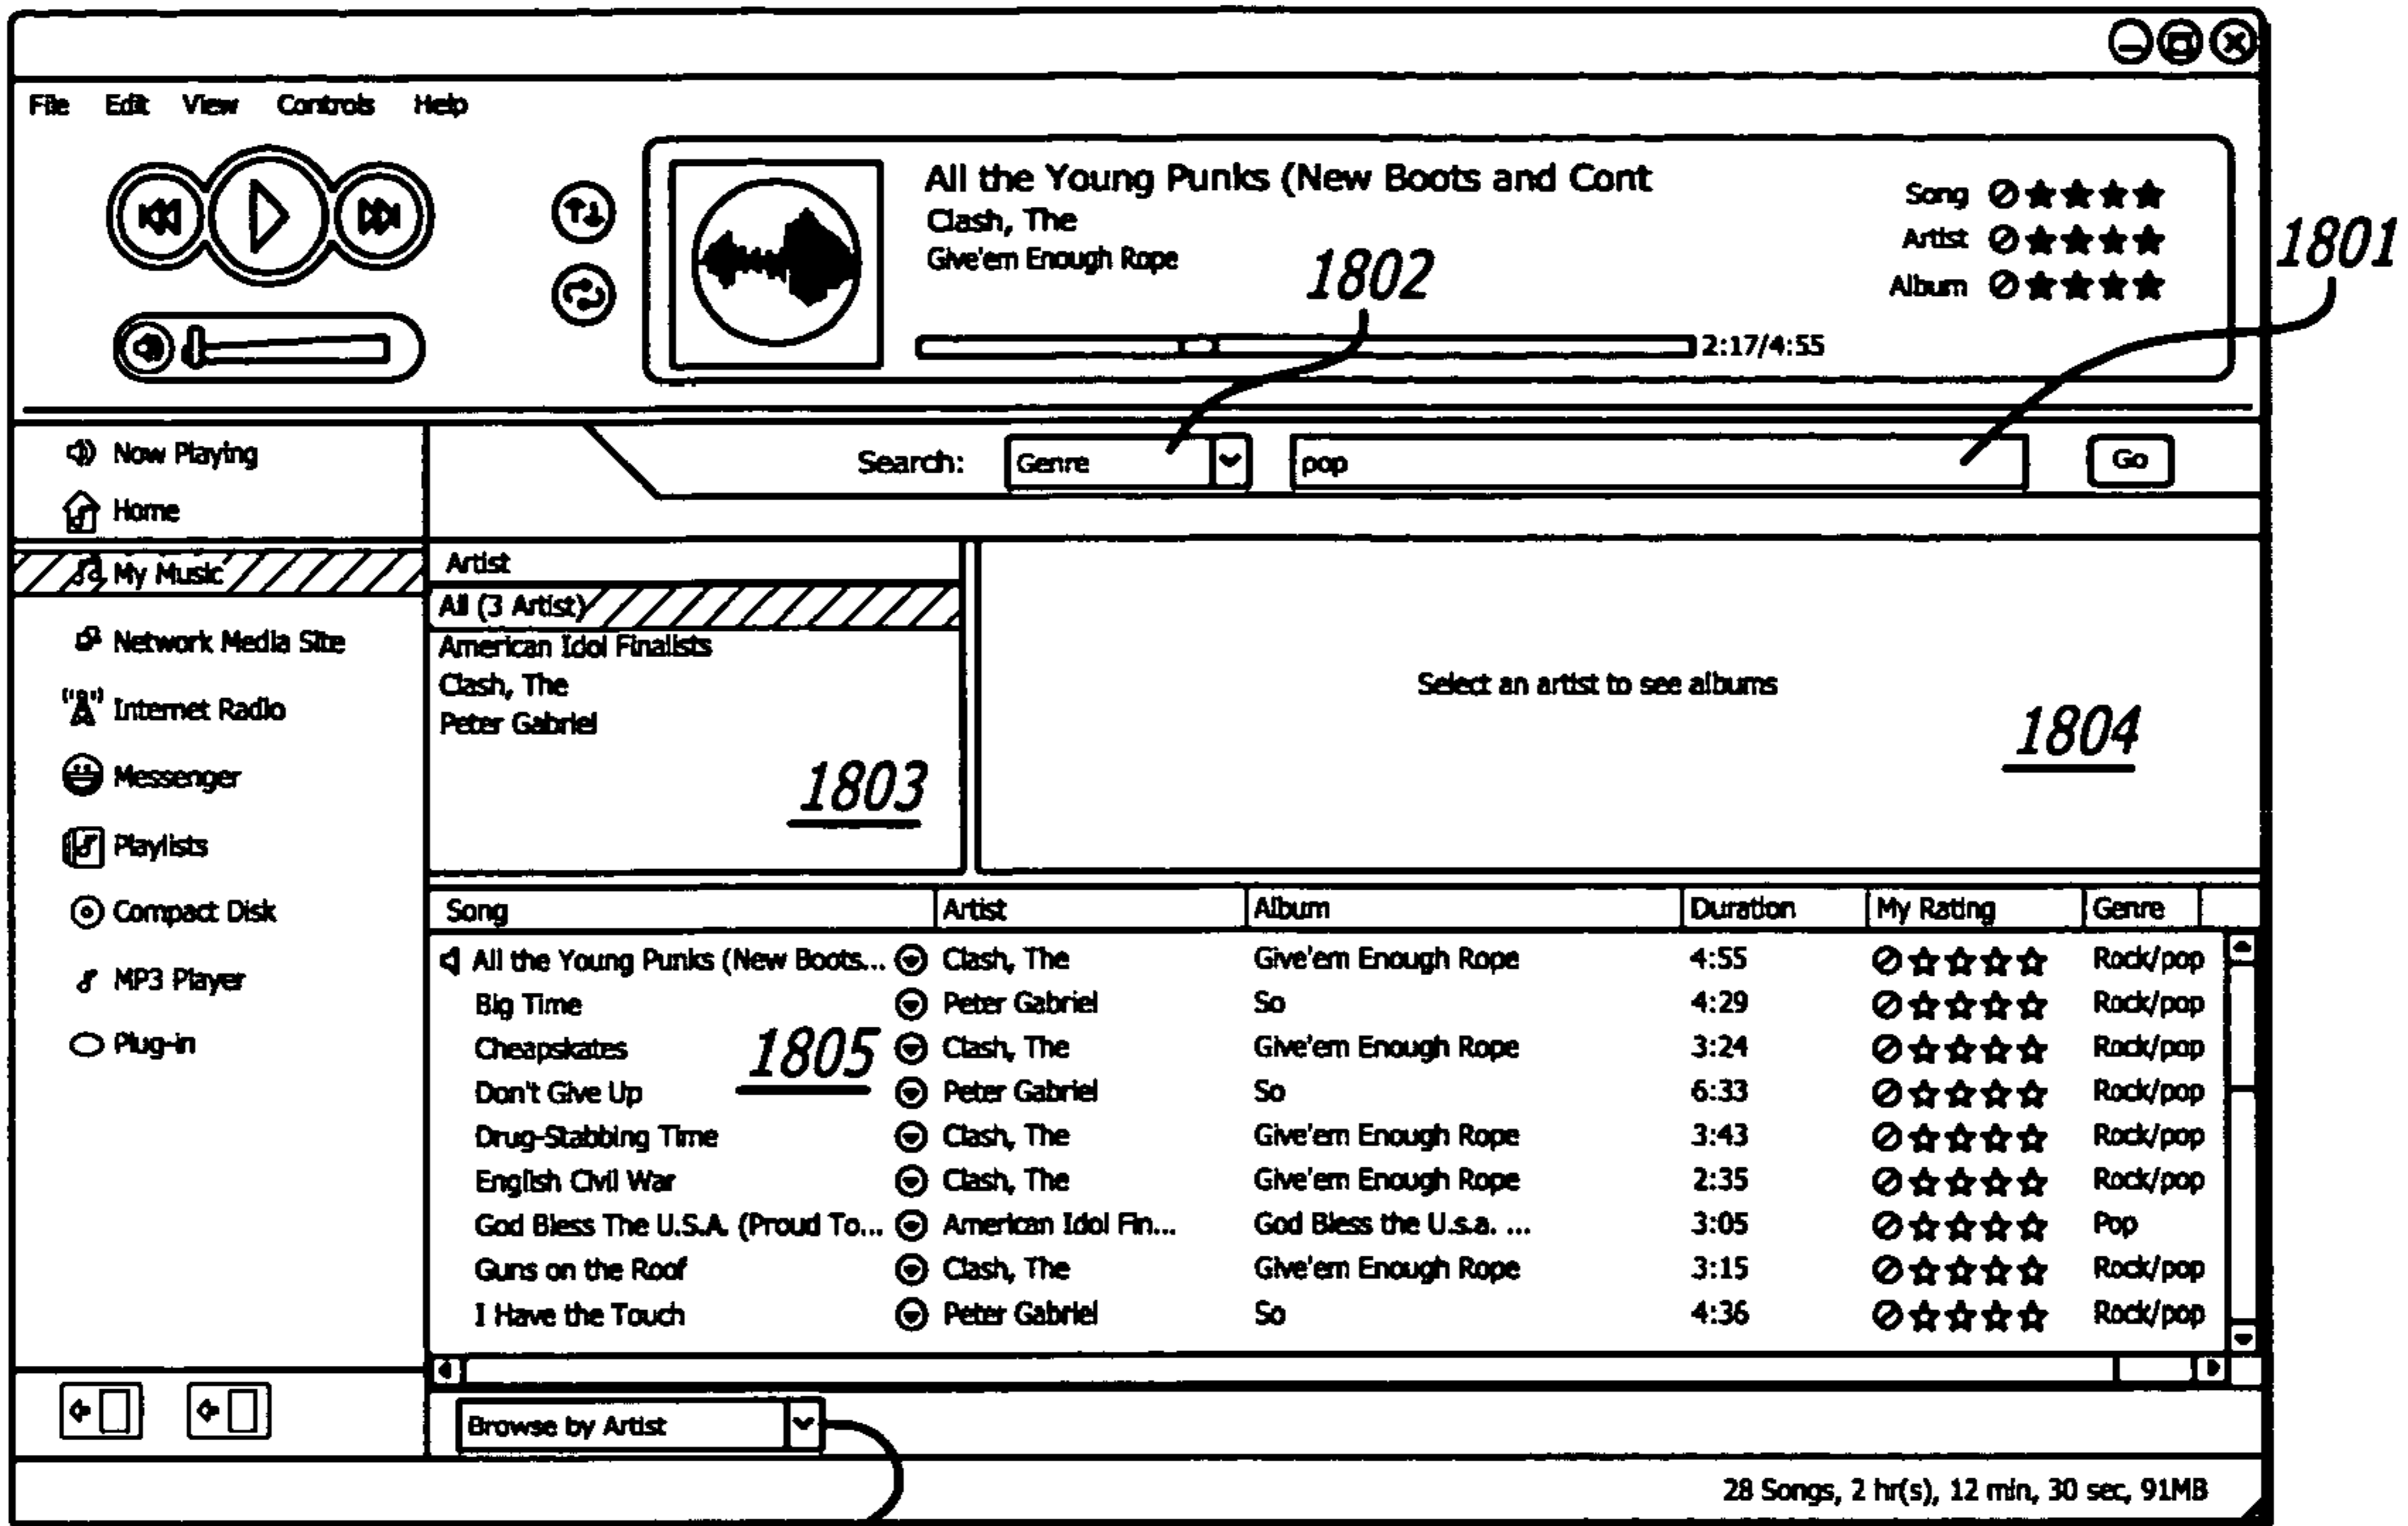 File Edit View Controls Help
All the Young Punks (New Boots and Cont
Clash, The
Give'em Enough Rope
Song
Artist
Album
1801
1802
2:17/4:55
Now Playing
Home
My Music
Network Media Site
Internet Radio
Messenger
Playlists
Compact Disk
MP3 Player
Plug-in
Search: Genre pop Go
Artist
All (3 Artist)
American Idol Finalists
Clash, The
Peter Gabriel
1803
Select an artist to see albums
1804
Song Artist Album Duration My Rating Genre
All the Young Punks (New Boots... Clash, The Give'em Enough Rope 4:55 Rock/pop
Big Time Peter Gabriel So 4:29 Rock/pop
Cheapskates Clash, The Give'em Enough Rope 3:24 Rock/pop
1805
Don't Give Up Peter Gabriel So 6:33 Rock/pop
Drug-Stabbing Time Clash, The Give'em Enough Rope 3:43 Rock/pop
English Civil War Clash, The Give'em Enough Rope 2:35 Rock/pop
God Bless The U.S.A. (Proud To... American Idol Fin... God Bless the U.s.a. ... 3:05 Pop
Guns on the Roof Clash, The Give'em Enough Rope 3:15 Rock/pop
I Have the Touch Peter Gabriel So 4:36 Rock/pop
Browse by Artist
28 Songs, 2 hr(s), 12 min, 30 sec, 91MB